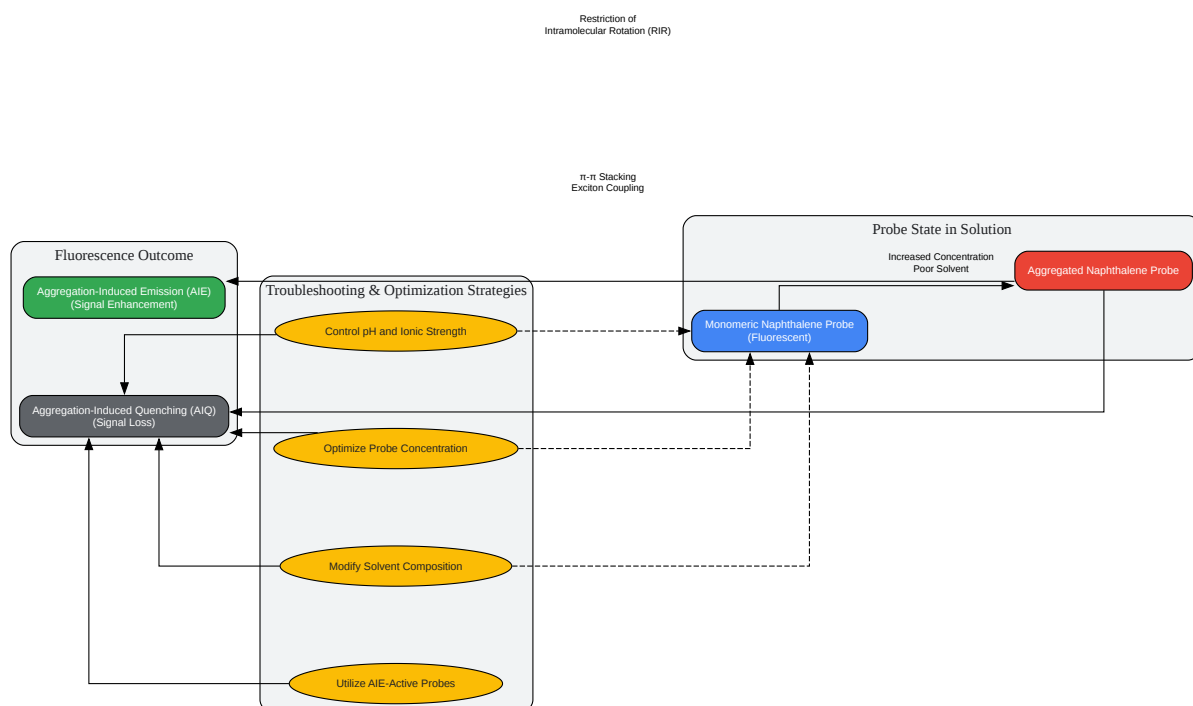 Restriction of
Intramolecular Rotation (RIR)
π-π Stacking
Exciton Coupling
Probe State in Solution
Increased Concentration
Poor Solvent
Aggregated Naphthalene Probe
Monomeric Naphthalene Probe
(Fluorescent)
Fluorescence Outcome
Aggregation-Induced Emission (AIE)
(Signal Enhancement)
Aggregation-Induced Quenching (AIQ)
(Signal Loss)
Troubleshooting & Optimization Strategies
Control pH and Ionic Strength
Optimize Probe Concentration
Modify Solvent Composition
Utilize AIE-Active Probes